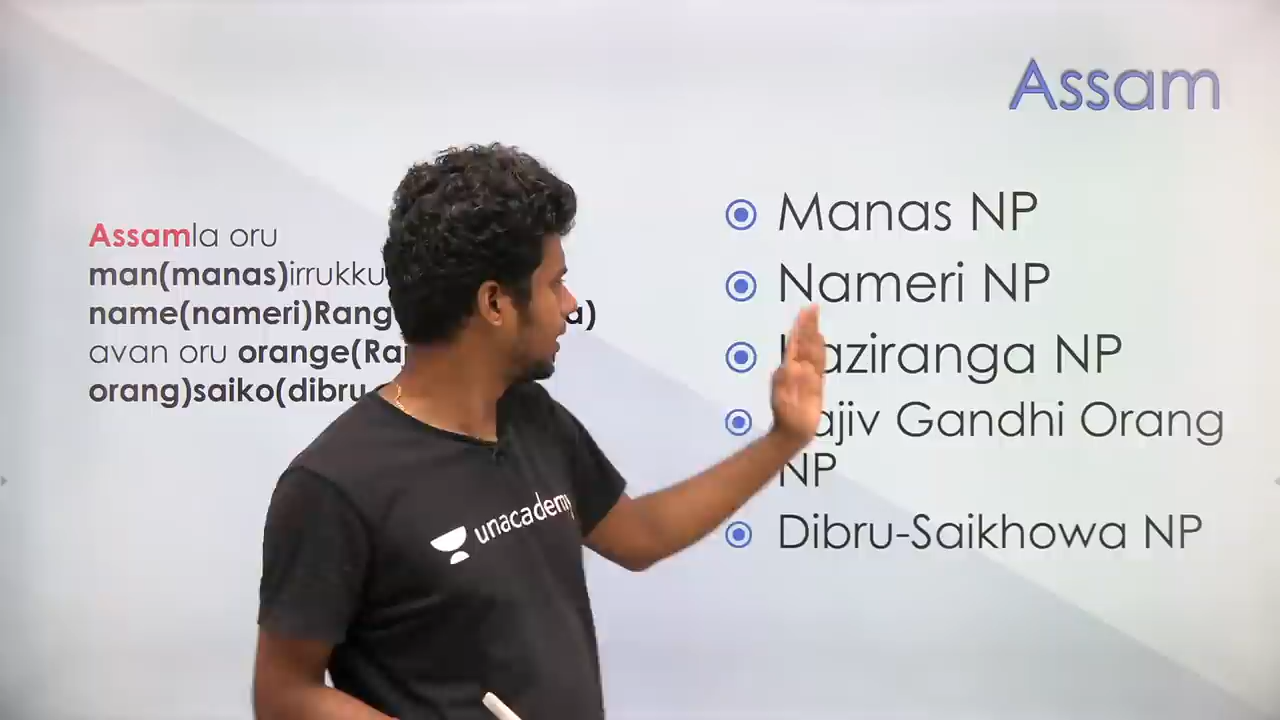 Assam
Assamla oru
man(manas)irrukku
name(nameri)Rang a)
avan oru orange(Ra
orang)saiko(dibru
Manas NP
Nameri NP
aziranga NP
ajiv Gandhi Orang
NP
Dibru-Saikhowa NP
unacademy